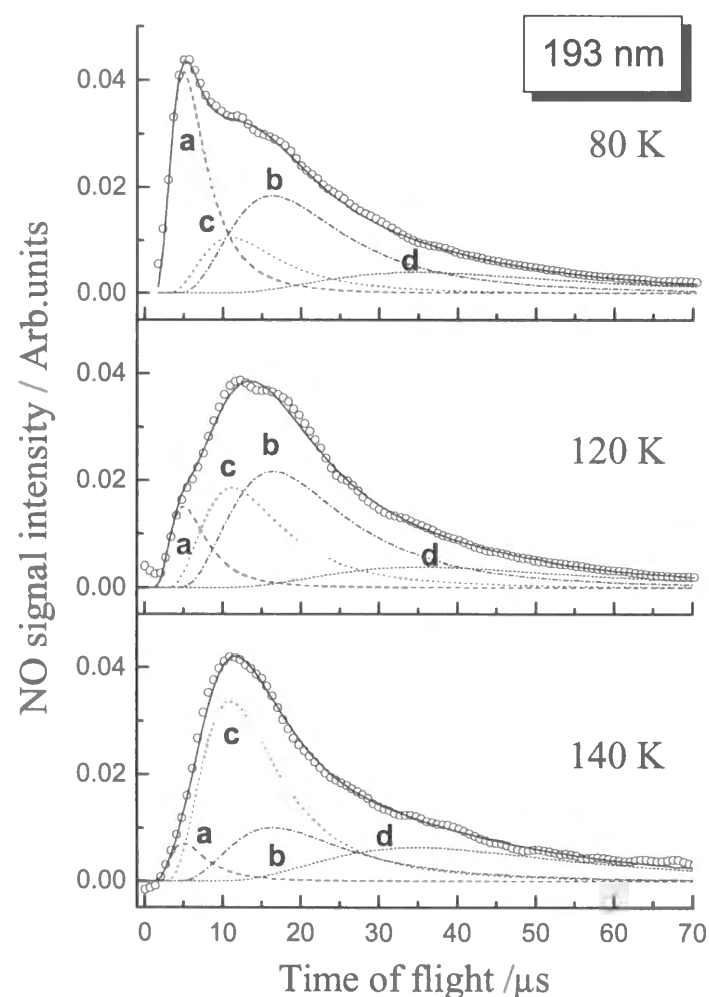 193 nm
0.04
0.02
0.00
80 K
a
b
c
d
0.04
0.02
0.00
120 K
a
b
c
d
0.04
0.02
0.00
140 K
a
b
c
d
0 10 20 30 40 50 60 70
NO signal intensity / Arb.units
Time of flight /μs